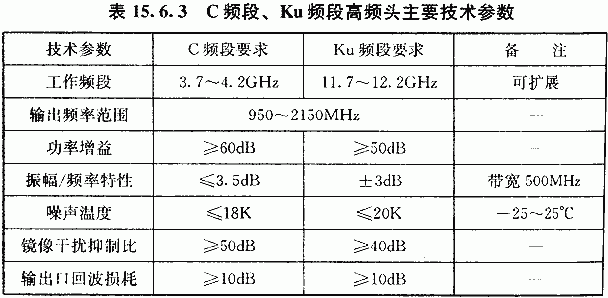 表 15.6.3 C 频段、Ku 频段高频头主要技术参数
技术参数 C 频段要求 Ku 频段要求 备 注
工作频段 3.7～4.2GHz 11.7～12.2GHz 可扩展
输出频率范围 950～2150MHz —
功率增益 ≥60dB ≥50dB —
振幅/频率特性 ≤3.5dB ±3dB 带宽 500MHz
噪声温度 ≤18K ≤20K －25～25℃
镜像干扰抑制比 ≥50dB ≥40dB —
输出口回波损耗 ≥10dB ≥10dB —